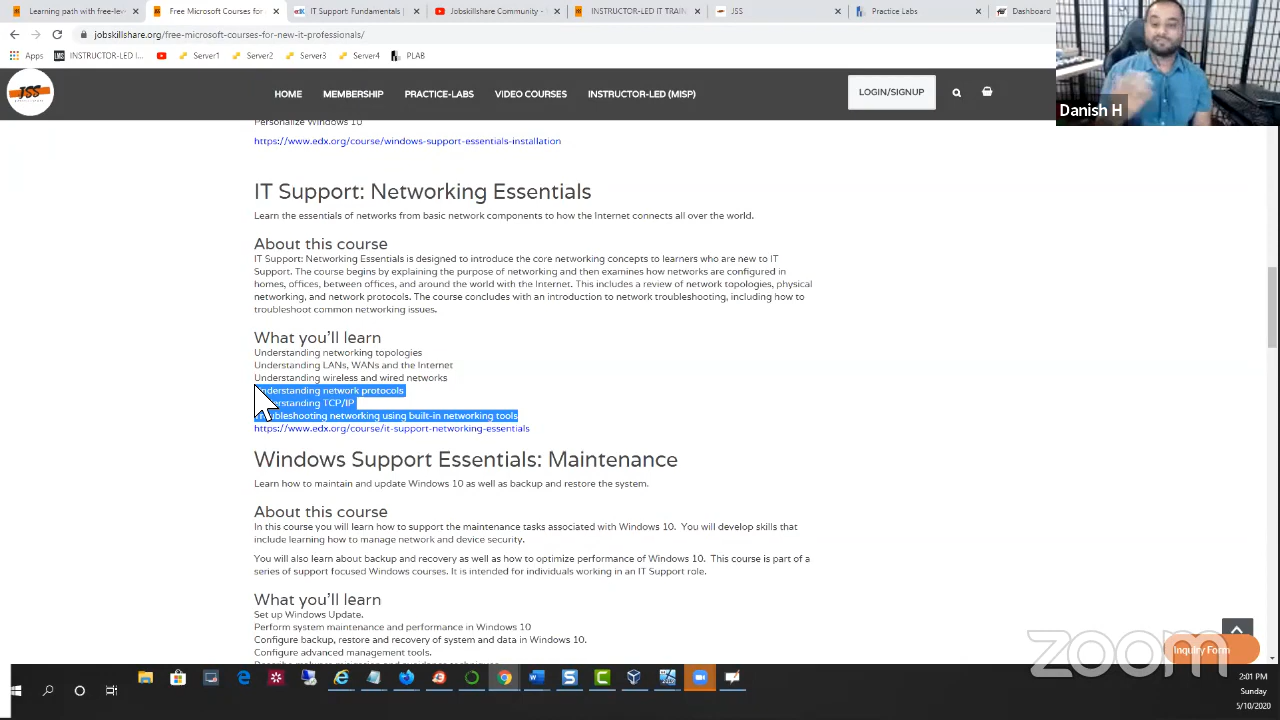 Learning path with free-leve
Free Microsoft Courses for
IT Support: Fundamentals |
Jobskillshare Community -
INSTRUCTOR-LED IT TRAIN
JSS
Practice Labs
Dashboard
jobskillshare.org/free-microsoft-courses-for-new-it-professionals/
Apps
LMS
INSTRUCTOR-LED I...
Server1
Server2
Server3
Server4
PLAB
JSS
HOME
MEMBERSHIP
PRACTICE-LABS
VIDEO COURSES
INSTRUCTOR-LED (MISP)
LOGIN/SIGNUP
Danish H
Personalize Windows 10
https://www.edx.org/course/windows-support-essentials-installation
IT Support: Networking Essentials
Learn the essentials of networks from basic network components to how the Internet connects all over the world.
About this course
IT Support: Networking Essentials is designed to introduce the core networking concepts to learners who are new to IT
Support. The course begins by explaining the purpose of networking and then examines how networks are configured in
homes, offices, between offices, and around the world with the Internet. This includes a review of network topologies, physical
networking, and network protocols. The course concludes with an introduction to network troubleshooting, including how to
troubleshoot common networking issues.
What you'll learn
Understanding networking topologies
Understanding LANs, WANs and the Internet
Understanding wireless and wired networks
Understanding network protocols
Understanding TCP/IP
Troubleshooting networking using built-in networking tools
https://www.edx.org/course/it-support-networking-essentials
Windows Support Essentials: Maintenance
Learn how to maintain and update Windows 10 as well as backup and restore the system.
About this course
In this course you will learn how to support the maintenance tasks associated with Windows 10. You will develop skills that
include learning how to manage network and device security.
You will also learn about backup and recovery as well as how to optimize performance of Windows 10. This course is part of a
series of support focused Windows courses. It is intended for individuals working in an IT Support role.
What you'll learn
Set up Windows Update.
Perform system maintenance and performance in Windows 10
Configure backup, restore and recovery of system and data in Windows 10.
Configure advanced management tools.
Inquiry Form
zoom
2:01 PM
Sunday
5/10/2020